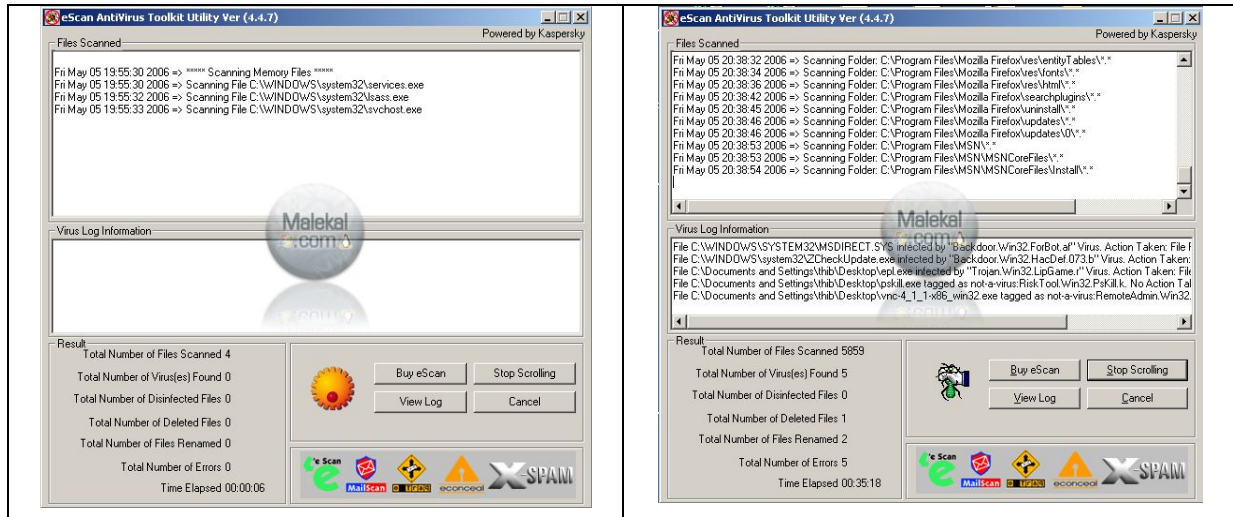 eScan AntiVirus Toolkit Utility Ver (4.4.7)
Powered by Kaspersky
Files Scanned
Fri May 05 19:55:30 2006 => ***** Scanning Memory Files *****
Fri May 05 19:55:30 2006 => Scanning File C:\WINDOWS\system32\services.exe
Fri May 05 19:55:32 2006 => Scanning File C:\WINDOWS\system32\lsass.exe
Fri May 05 19:55:33 2006 => Scanning File C:\WINDOWS\system32\svchost.exe
Malekal
.com
Virus Log Information
Result
Total Number of Files Scanned 4
Total Number of Virus(es) Found 0
Total Number of Disinfected Files 0
Total Number of Deleted Files 0
Total Number of Files Renamed 0
Total Number of Errors 0
Time Elapsed 00:00:06
Buy eScan
Stop Scrolling
View Log
Cancel
e Scan
MailScan
econceal
X-SPAM
eScan AntiVirus Toolkit Utility Ver (4.4.7)
Powered by Kaspersky
Files Scanned
Fri May 05 20:38:32 2006 => Scanning Folder: C:\Program Files\Mozilla Firefox\res\entityTables\*.*
Fri May 05 20:38:34 2006 => Scanning Folder: C:\Program Files\Mozilla Firefox\res\fonts\*.*
Fri May 05 20:38:36 2006 => Scanning Folder: C:\Program Files\Mozilla Firefox\res\html\*.*
Fri May 05 20:38:42 2006 => Scanning Folder: C:\Program Files\Mozilla Firefox\searchplugins\*.*
Fri May 05 20:38:45 2006 => Scanning Folder: C:\Program Files\Mozilla Firefox\uninstall\*.*
Fri May 05 20:38:46 2006 => Scanning Folder: C:\Program Files\Mozilla Firefox\updates\*.*
Fri May 05 20:38:46 2006 => Scanning Folder: C:\Program Files\Mozilla Firefox\updates\0\*.*
Fri May 05 20:38:53 2006 => Scanning Folder: C:\Program Files\MSN\*.*
Fri May 05 20:38:53 2006 => Scanning Folder: C:\Program Files\MSN\MSNCoreFiles\*.*
Fri May 05 20:38:54 2006 => Scanning Folder: C:\Program Files\MSN\MSNCoreFiles\Install\*.*
Malekal
.com
Virus Log Information
File C:\WINDOWS\SYSTEM32\MSDIRECT.SYS infected by "Backdoor.Win32.ForBot.af" Virus. Action Taken: File
File C:\WINDOWS\system32\ZCheckUpdate.exe infected by "Backdoor.Win32.HacDef.073.b" Virus. Action Taken:
File C:\Documents and Settings\thib\Desktop\epl.exe infected by "Trojan.Win32.LipGame.r" Virus. Action Taken: File
File C:\Documents and Settings\thib\Desktop\pskill.exe tagged as not-a-virus:RiskTool.Win32.PsKill.k. No Action Tal
File C:\Documents and Settings\thib\Desktop\vnc-4_1_1-x86_win32.exe tagged as not-a-virus:RemoteAdmin.Win32.
Result
Total Number of Files Scanned 5859
Total Number of Virus(es) Found 5
Total Number of Disinfected Files 0
Total Number of Deleted Files 1
Total Number of Files Renamed 2
Total Number of Errors 5
Time Elapsed 00:35:18
Buy eScan
Stop Scrolling
View Log
Cancel
e Scan
MailScan
econceal
X-SPAM